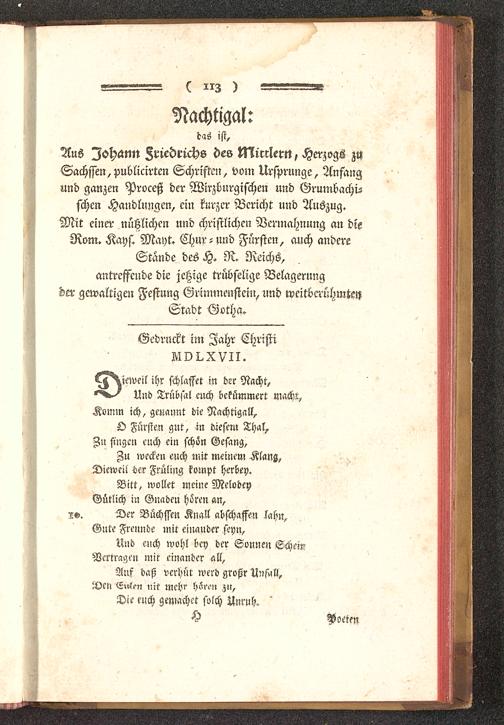 ( 113 )
Nachtigal:
das ist,
Aus Johann Friedrichs des Mittlern, Herzogs zu
Sachssen, publicirten Schriften, vom Ursprunge, Anfang
und ganzen Proceß der Wirzburgischen und Grumbachi-
schen Handlungen, ein kurzer Bericht und Auszug.
Mit einer nützlichen und christlichen Vermahnung an die
Rom. Kays. Mayt. Chur- und Fürsten, auch andere
Stände des H. R. Reichs,
antreffende die jetzige trübselige Belagerung
der gewaltigen Festung Grimmenstein, und weitberühmten
Stadt Gotha.
Gedruckt im Jahr Christi
MDLXVII.
Dieweil ihr schlaffet in der Nacht,
Und Trübsal euch bekümmert macht,
Komm ich, genannt die Nachtigall,
O Fürsten gut, in diesem Thal,
Zu singen euch ein schön Gesang,
Zu wecken euch mit meinem Klang,
Dieweil der Früling kompt herbey.
Bitt, wollet meine Melodey
Gütlich in Gnaden hören an,
10. Der Büchssen Knall abschaffen lahn,
Gute Freunde mit einander seyn,
Und euch wohl bey der Sonnen Schein
Vertragen mit einander all,
Auf daß verhüt werd großr Unfall,
Den Eulen nit mehr hören zu,
Die euch gemachet solch Unruh.
H Poeten